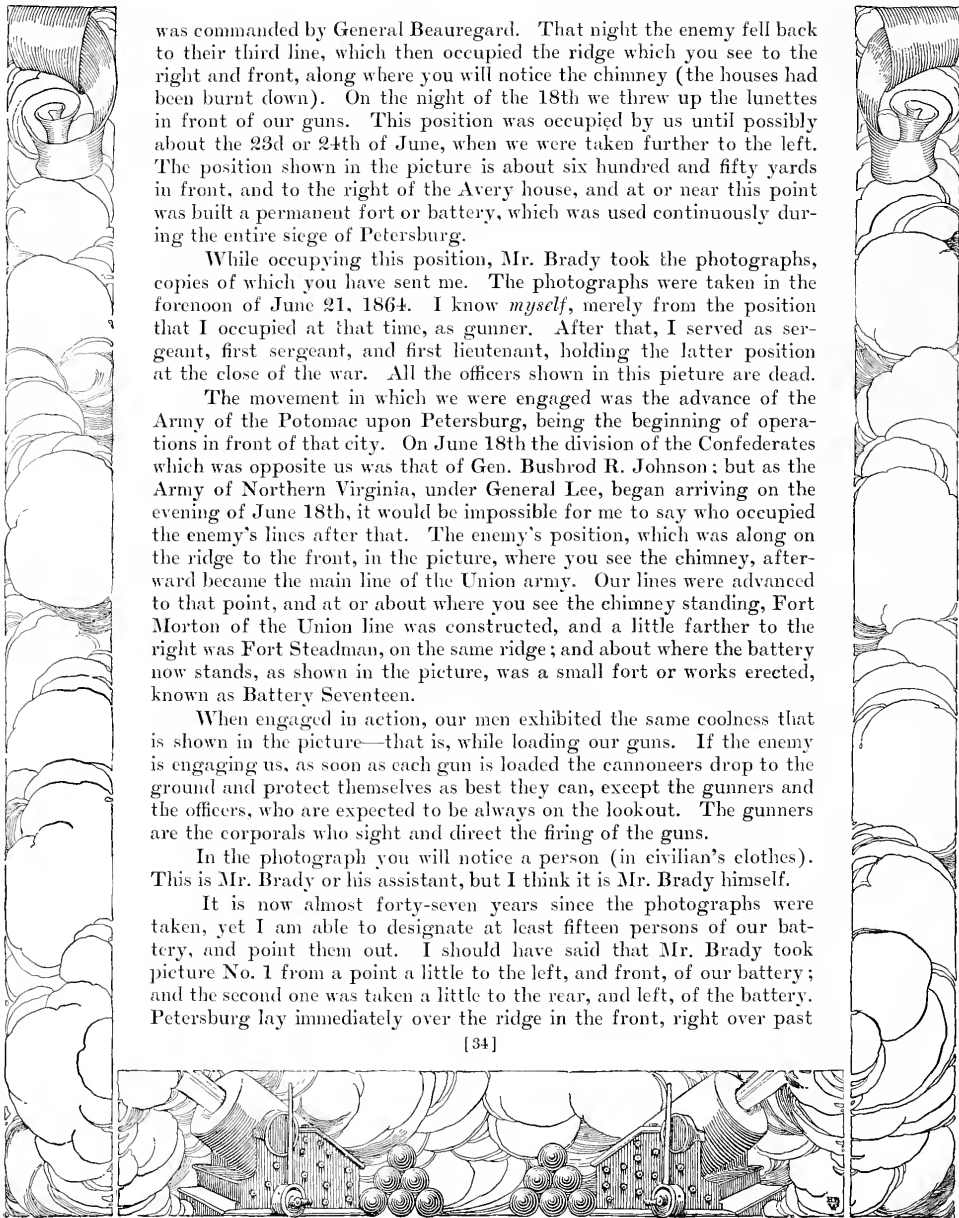 was commanded by General Beauregard. That night the enemy fell back
to their third line, which then occupied the ridge which you see to the
right and front, along where you will notice the chimney (the houses had
been burnt down). On the night of the 18th we threw up the lunettes
in front of our guns. This position was occupied by us until possibly
about the 23d or 24th of June, when we were taken further to the left.
The position shown in the picture is about six hundred and fifty yards
in front, and to the right of the Avery house, and at or near this point
was built a permanent fort or battery, which was used continuously dur-
ing the entire siege of Petersburg.
While occupying this position, Mr. Brady took the photographs,
copies of which you have sent me. The photographs were taken in the
forenoon of June 21, 1864. I know myself, merely from the position
that I occupied at that time, as gunner. After that, I served as ser-
geant, first sergeant, and first lieutenant, holding the latter position
at the close of the war. All the officers shown in this picture are dead.
The movement in which we were engaged was the advance of the
Army of the Potomac upon Petersburg, being the beginning of opera-
tions in front of that city. On June 18th the division of the Confederates
which was opposite us was that of Gen. Bushrod R. Johnson; but as the
Army of Northern Virginia, under General Lee, began arriving on the
evening of June 18th, it would be impossible for me to say who occupied
the enemy's lines after that. The enemy's position, which was along on
the ridge to the front, in the picture, where you see the chimney, after-
ward became the main line of the Union army. Our lines were advanced
to that point, and at or about where you see the chimney standing, Fort
Morton of the Union line was constructed, and a little farther to the
right was Fort Steadman, on the same ridge; and about where the battery
now stands, as shown in the picture, was a small fort or works erected,
known as Battery Seventeen.
When engaged in action, our men exhibited the same coolness that
is shown in the picture—that is, while loading our guns. If the enemy
is engaging us, as soon as each gun is loaded the cannoneers drop to the
ground and protect themselves as best they can, except the gunners and
the officers, who are expected to be always on the lookout. The gunners
are the corporals who sight and direct the firing of the guns.
In the photograph you will notice a person (in civilian's clothes).
This is Mr. Brady or his assistant, but I think it is Mr. Brady himself.
It is now almost forty-seven years since the photographs were
taken, yet I am able to designate at least fifteen persons of our bat-
tery, and point them out. I should have said that Mr. Brady took
picture No. 1 from a point a little to the left, and front, of our battery;
and the second one was taken a little to the rear, and left, of the battery.
Petersburg lay immediately over the ridge in the front, right over past
[34]